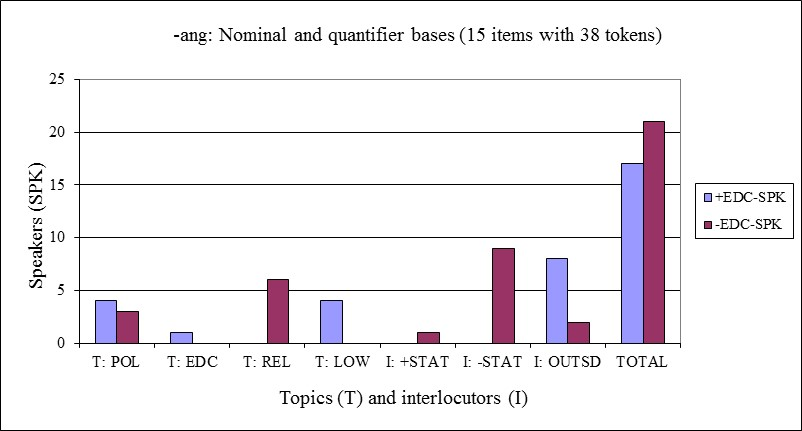 -ang: Nominal and quantifier bases (15 items with 38 tokens)
25
20
15
10
5
0
Speakers (SPK)
T: POL T: EDC T: REL T: LOW I: +STAT I: -STAT I: OUTSD TOTAL
Topics (T) and interlocutors (I)
+EDC-SPK
-EDC-SPK